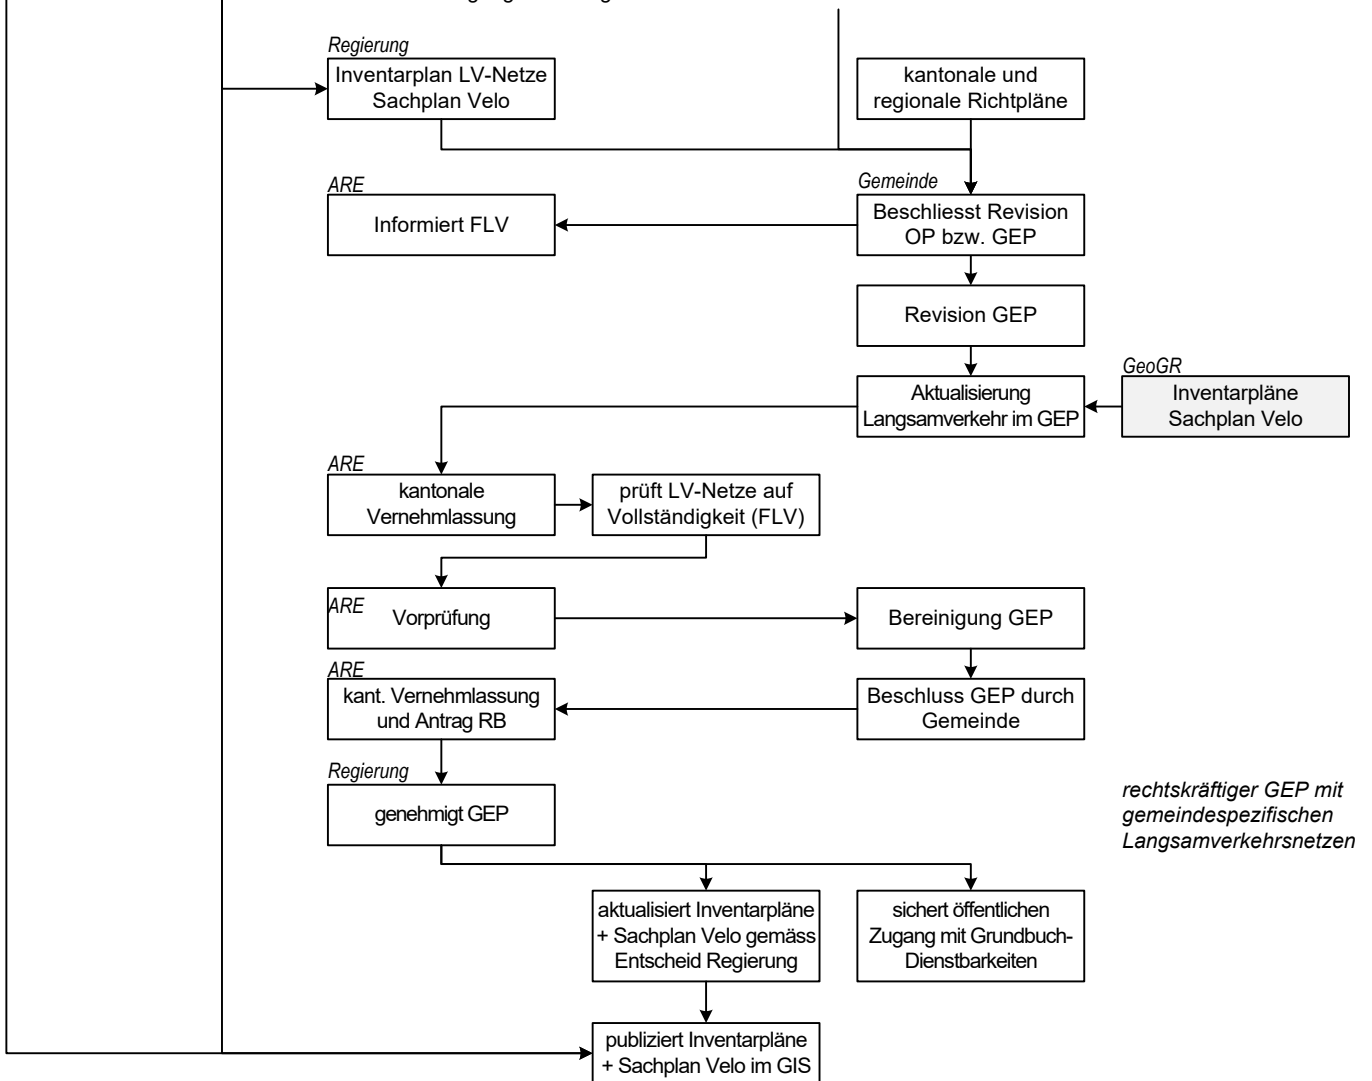 Regierung
Inventarplan LV-Netze
Sachplan Velo
kantonale und
regionale Richtpläne
ARE
Informiert FLV
Gemeinde
Beschliesst Revision
OP bzw. GEP
Revision GEP
Aktualisierung
Langsamverkehr im GEP
GeoGR
Inventarpläne
Sachplan Velo
ARE
kantonale
Vernehmlassung
prüft LV-Netze auf
Vollständigkeit (FLV)
ARE
Vorprüfung
Bereinigung GEP
ARE
kant. Vernehmlassung
und Antrag RB
Beschluss GEP durch
Gemeinde
Regierung
genehmigt GEP
rechtskräftiger GEP mit
gemeindespezifischen
Langsamverkehrsnetzen
aktualisiert Inventarpläne
+ Sachplan Velo gemäss
Entscheid Regierung
sichert öffentlichen
Zugang mit Grundbuch-
Dienstbarkeiten
publiziert Inventarpläne
+ Sachplan Velo im GIS